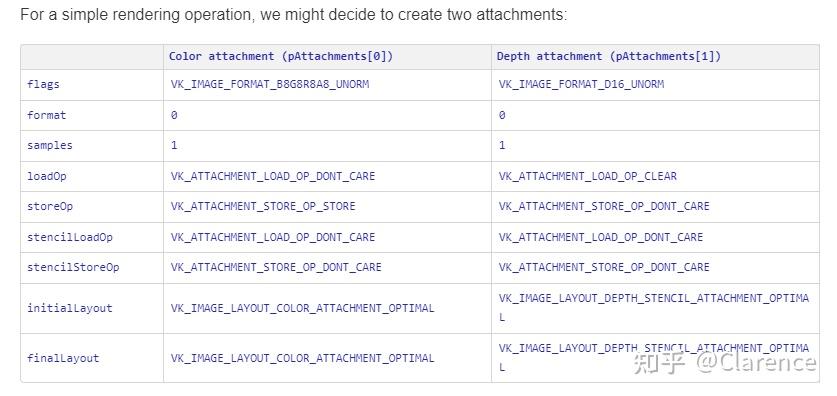 For a simple rendering operation, we might decide to create two attachments:
Color attachment (pAttachments[0]) Depth attachment (pAttachments[1])
flags VK_IMAGE_FORMAT_B8G8R8A8_UNORM VK_IMAGE_FORMAT_D16_UNORM
format 0 0
samples 1 1
loadOp VK_ATTACHMENT_LOAD_OP_DONT_CARE VK_ATTACHMENT_LOAD_OP_CLEAR
storeOp VK_ATTACHMENT_STORE_OP_STORE VK_ATTACHMENT_STORE_OP_DONT_CARE
stencilLoadOp VK_ATTACHMENT_LOAD_OP_DONT_CARE VK_ATTACHMENT_LOAD_OP_DONT_CARE
stencilStoreOp VK_ATTACHMENT_STORE_OP_DONT_CARE VK_ATTACHMENT_STORE_OP_DONT_CARE
initialLayout VK_IMAGE_LAYOUT_COLOR_ATTACHMENT_OPTIMAL VK_IMAGE_LAYOUT_DEPTH_STENCIL_ATTACHMENT_OPTIMA
L
finalLayout VK_IMAGE_LAYOUT_COLOR_ATTACHMENT_OPTIMAL VK_IMAGE_LAYOUT_DEPTH_STENCIL_ATTACHMENT_OPTIMA
L
知乎 @Clarence